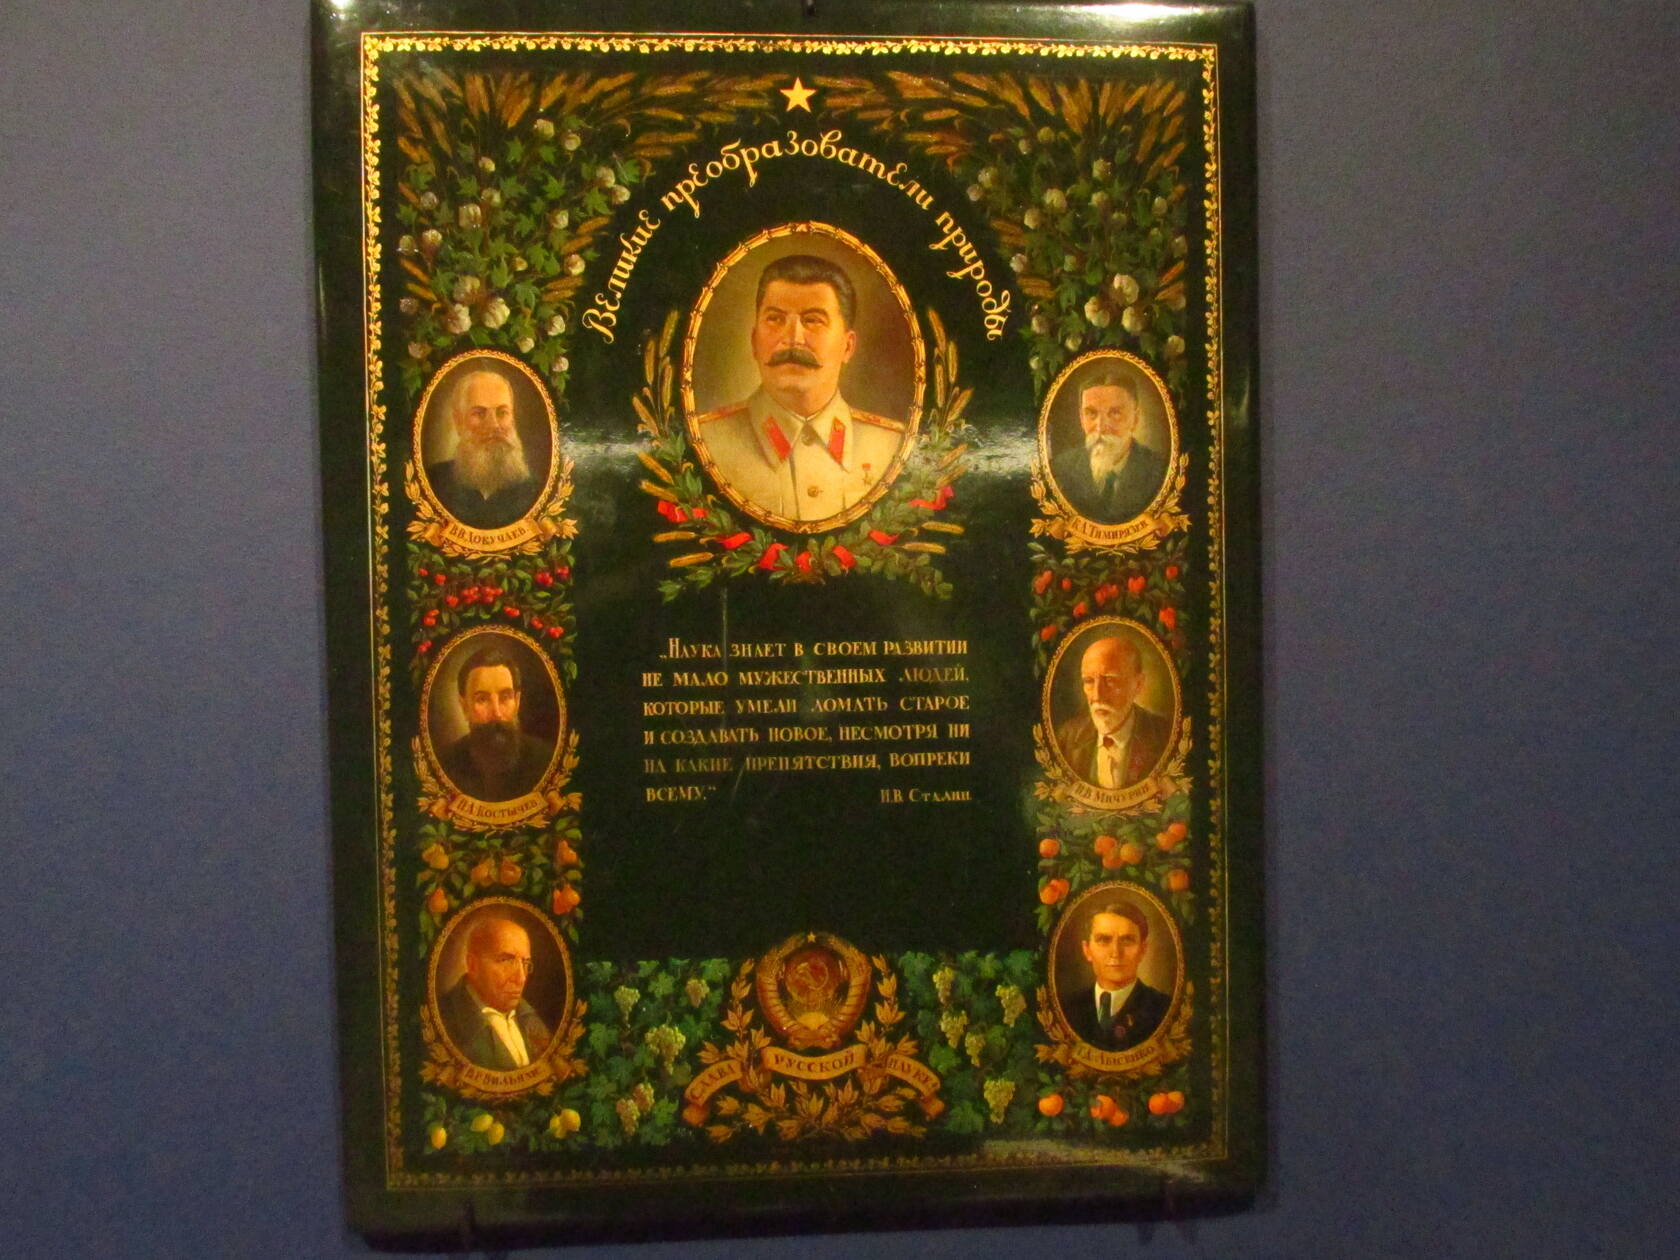 Великие преобразователи природы
В.В.Докучаев
К.А.Тимирязев
„Наука знает в своем развитии
не мало мужественных людей,
которые умели ломать старое
и создавать новое, несмотря ни
на какие препятствия, вопреки
всему."
И.В. Сталин
П.А.Костычев
И.В.Мичурин
В.Р.Вильямс
Т.Д.Лысенко
Слава русской науке!